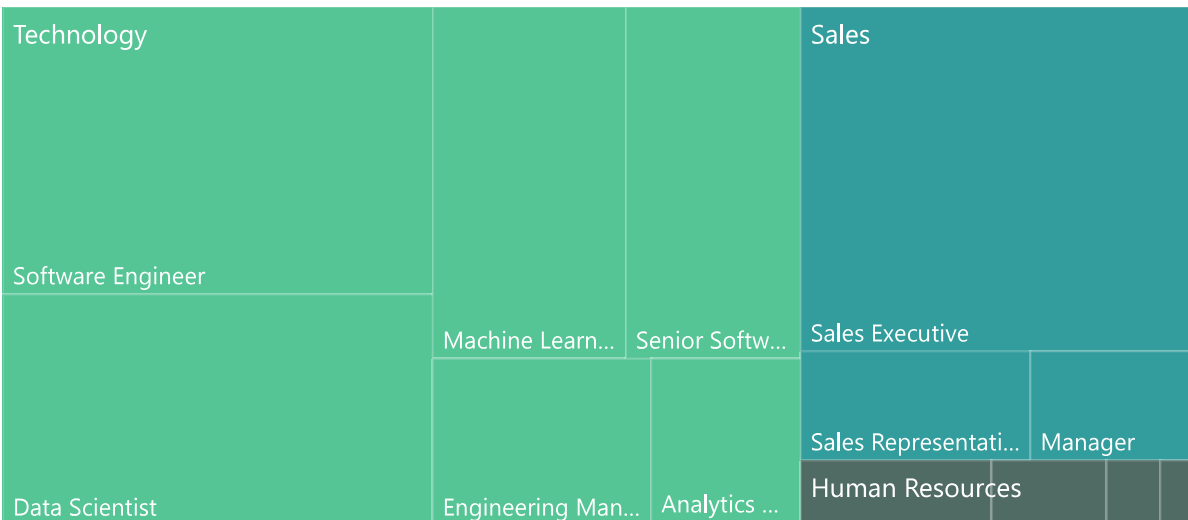 Technology
Sales
Software Engineer
Machine Learn...
Senior Softw...
Sales Executive
Sales Representati...
Manager
Human Resources
Data Scientist
Engineering Man...
Analytics ...